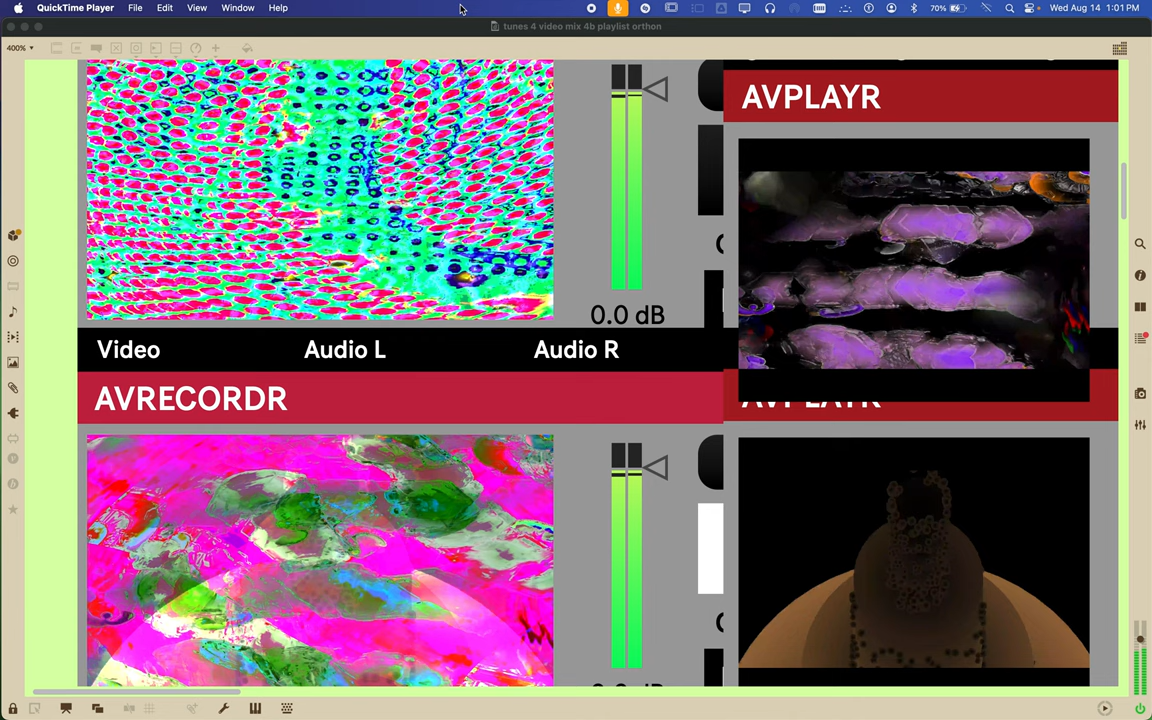 QuickTime Player File Edit View Window Help 70% Wed Aug 14 1:01 PM
tunes 4 video mix 4b playlist orthon
400%
AVPLAYR
0.0 dB
Video Audio L Audio R
AVRECORDR
AVPLAYR